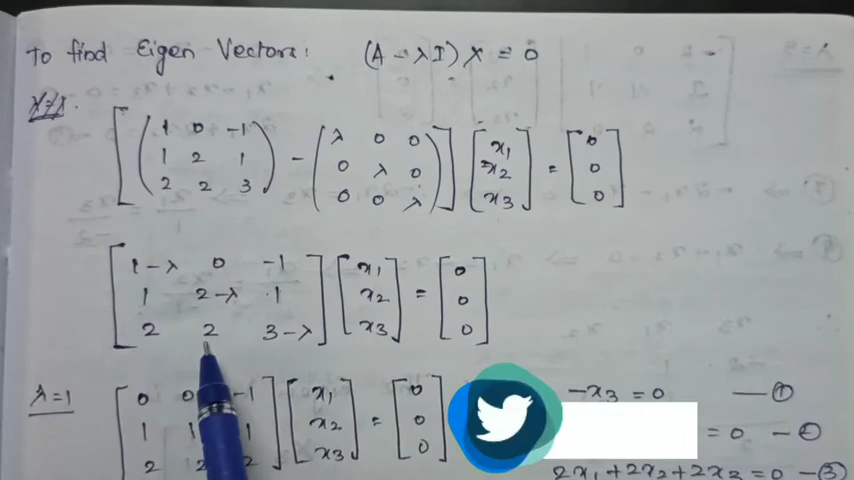 To find Eigen Vectors: (A - λI) X = 0
[ ( 1 0 -1 ) - ( λ 0 0 ) ] [ x1 ] = [ 0 ]
1 2 1 0 λ 0 x2 0
2 2 3 0 0 λ x3 0
[ 1-λ 0 -1 ] [ x1 ] = [ 0 ]
1 2-λ 1 x2 0
2 2 3-λ x3 0
λ=1 [ 0 0 -1 ] [ x1 ] = [ 0 ] -x3 = 0 — ①
1 1 1 x2 0 = 0 - ②
2 2 2 x3 0 2x1+2x2+2x3=0 -③